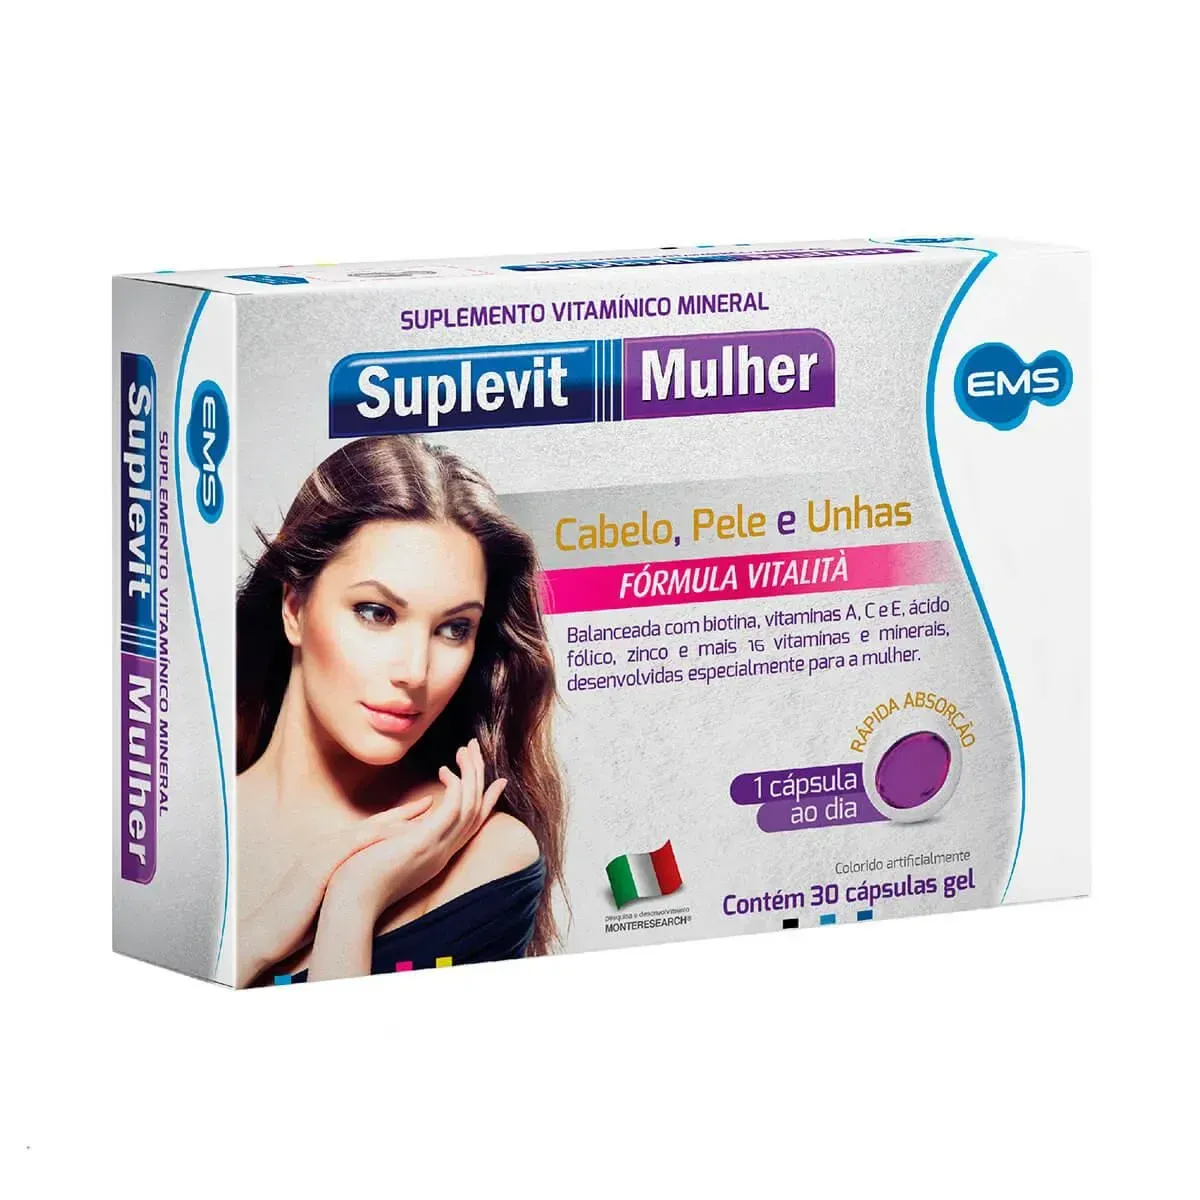 SUPLEMENTO VITAMÍNICO MINERAL
Suplevit Mulher
EMS
Cabelo, Pele e Unhas
FÓRMULA VITALITÀ
Balanceada com biotina, vitaminas A, C e E, ácido
fólico, zinco e mais 16 vitaminas e minerais,
desenvolvidas especialmente para a mulher.
RÁPIDA ABSORÇÃO
1 cápsula
ao dia
Colorido artificialmente
Contém 30 cápsulas gel
pesquisa e desenvolvimento
MONTERESEARCH®
EMS
Suplevit Mulher
SUPLEMENTO VITAMÍNICO MINERAL